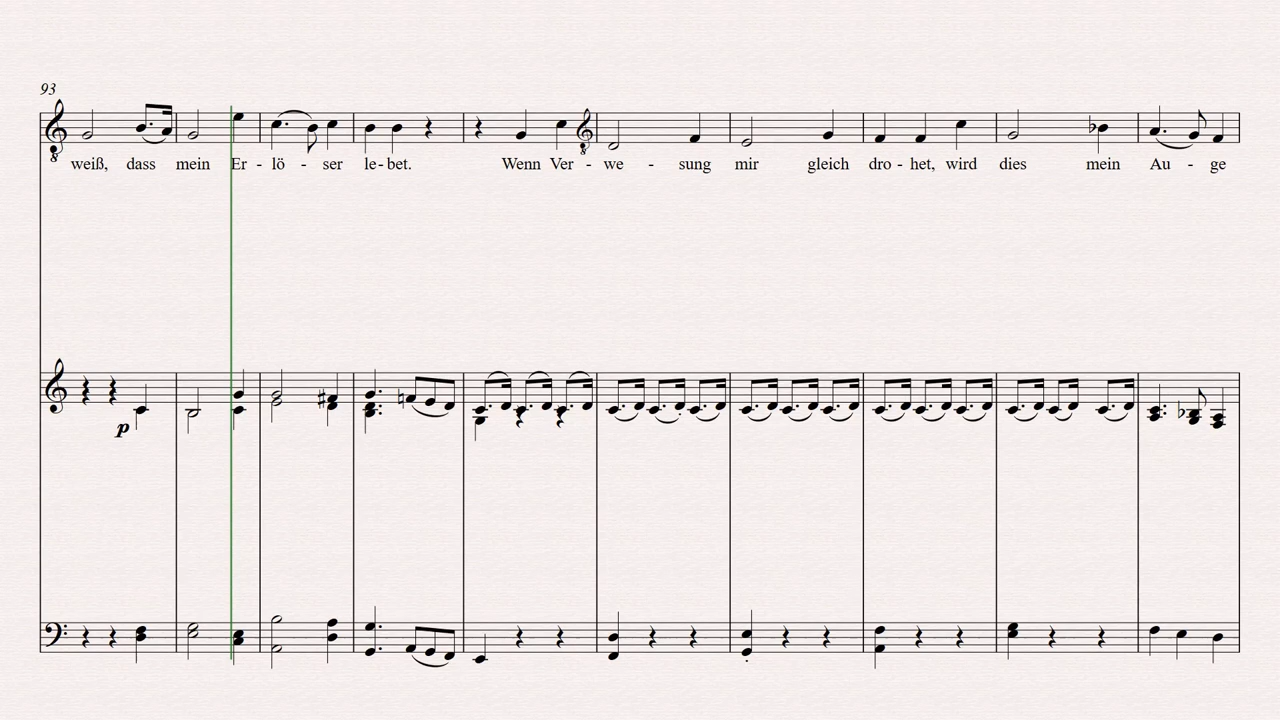 93
weiß, dass mein Er - lö - ser le - bet. Wenn Ver - we - sung mir gleich dro - het, wird dies mein Au - ge
p